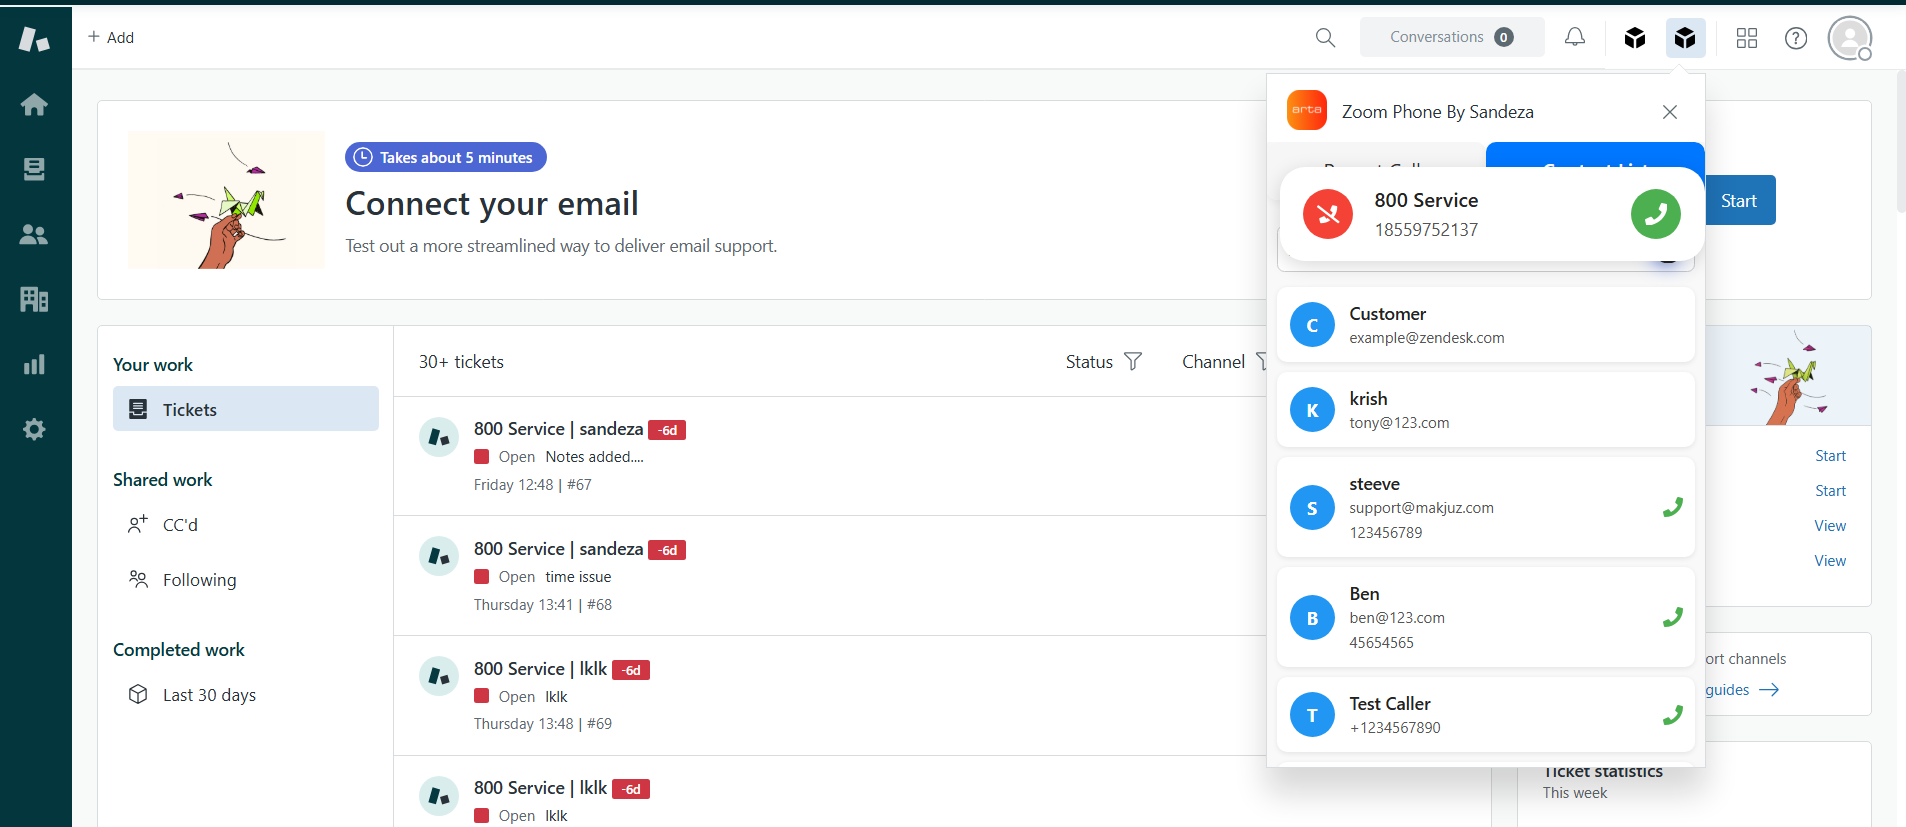 + Add
Conversations 0
Takes about 5 minutes
Connect your email
Test out a more streamlined way to deliver email support.
arta
Zoom Phone By Sandeza
Start
800 Service
18559752137
Your work
Tickets
Shared work
CC'd
Following
Completed work
Last 30 days
30+ tickets
Status
Channel
800 Service | sandeza -6d
Open Notes added....
Friday 12:48 | #67
800 Service | sandeza -6d
Open time issue
Thursday 13:41 | #68
800 Service | lklk -6d
Open lklk
Thursday 13:48 | #69
800 Service | lklk -6d
Open lklk
C
Customer
example@zendesk.com
K
krish
tony@123.com
S
steeve
support@makjuz.com
123456789
B
Ben
ben@123.com
45654565
T
Test Caller
+1234567890
Start
Start
View
View
ort channels
guides
Ticket statistics
This week